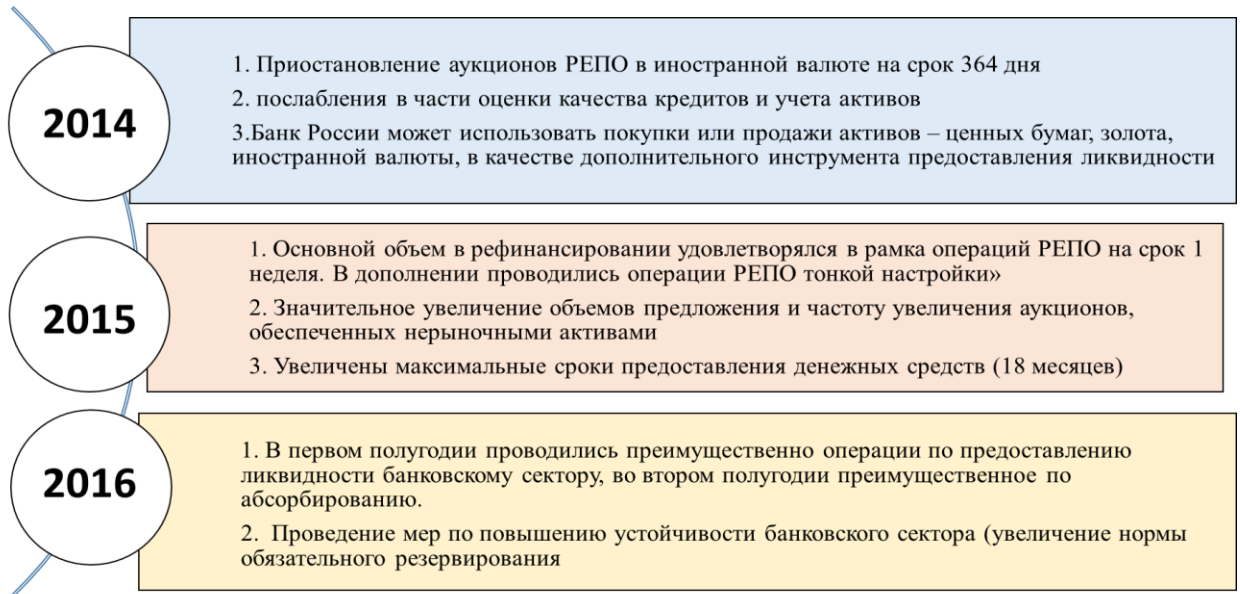 2014
1. Приостановление аукционов РЕПО в иностранной валюте на срок 364 дня
2. послабления в части оценки качества кредитов и учета активов
3.Банк России может использовать покупки или продажи активов – ценных бумаг, золота,
иностранной валюты, в качестве дополнительного инструмента предоставления ликвидности
2015
1. Основной объем в рефинансировании удовлетворялся в рамка операций РЕПО на срок 1
неделя. В дополнении проводились операции РЕПО тонкой настройки»
2. Значительное увеличение объемов предложения и частоту увеличения аукционов,
обеспеченных нерыночными активами
3. Увеличены максимальные сроки предоставления денежных средств (18 месяцев)
2016
1. В первом полугодии проводились преимущественно операции по предоставлению
ликвидности банковскому сектору, во втором полугодии преимущественное по
абсорбированию.
2. Проведение мер по повышению устойчивости банковского сектора (увеличение нормы
обязательного резервирования